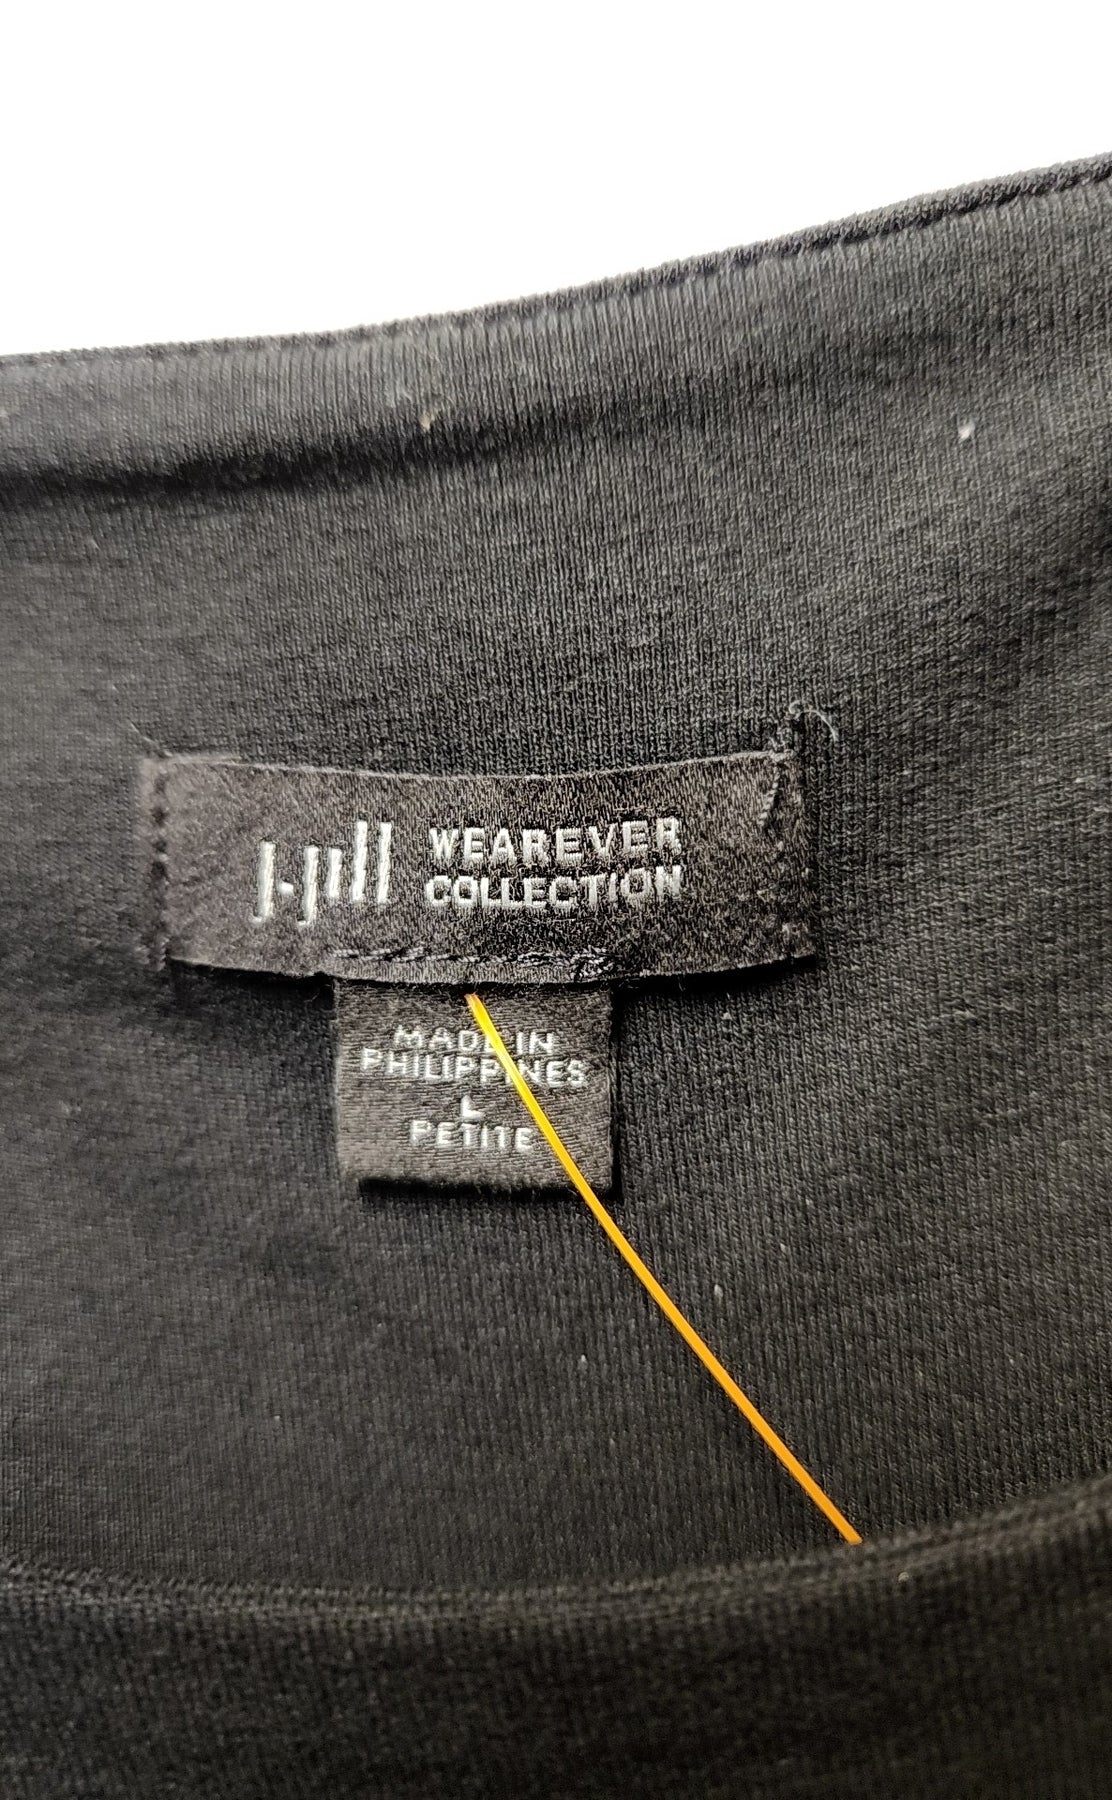 J.Jill WEAREVER
COLLECTION
MADE IN
PHILIPPINES
L
PETITE